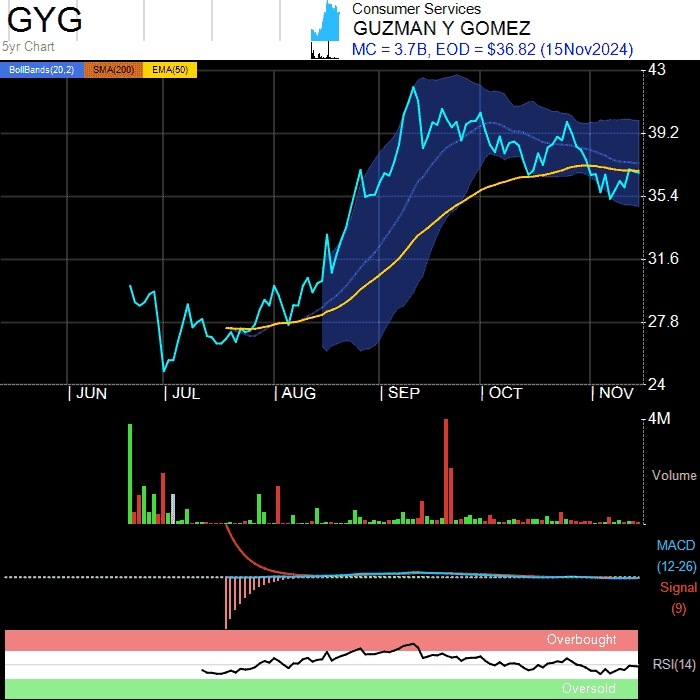 GYG
5yr Chart
Consumer Services
GUZMAN Y GOMEZ
MC = 3.7B, EOD = $36.82 (15Nov2024)
BollBands(20,2) SMA(200) EMA(50)
43
39.2
35.4
31.6
27.8
24
| JUN | JUL | AUG | SEP | OCT | NOV
4M
Volume
MACD
(12-26)
Signal
(9)
Overbought
RSI(14)
Oversold